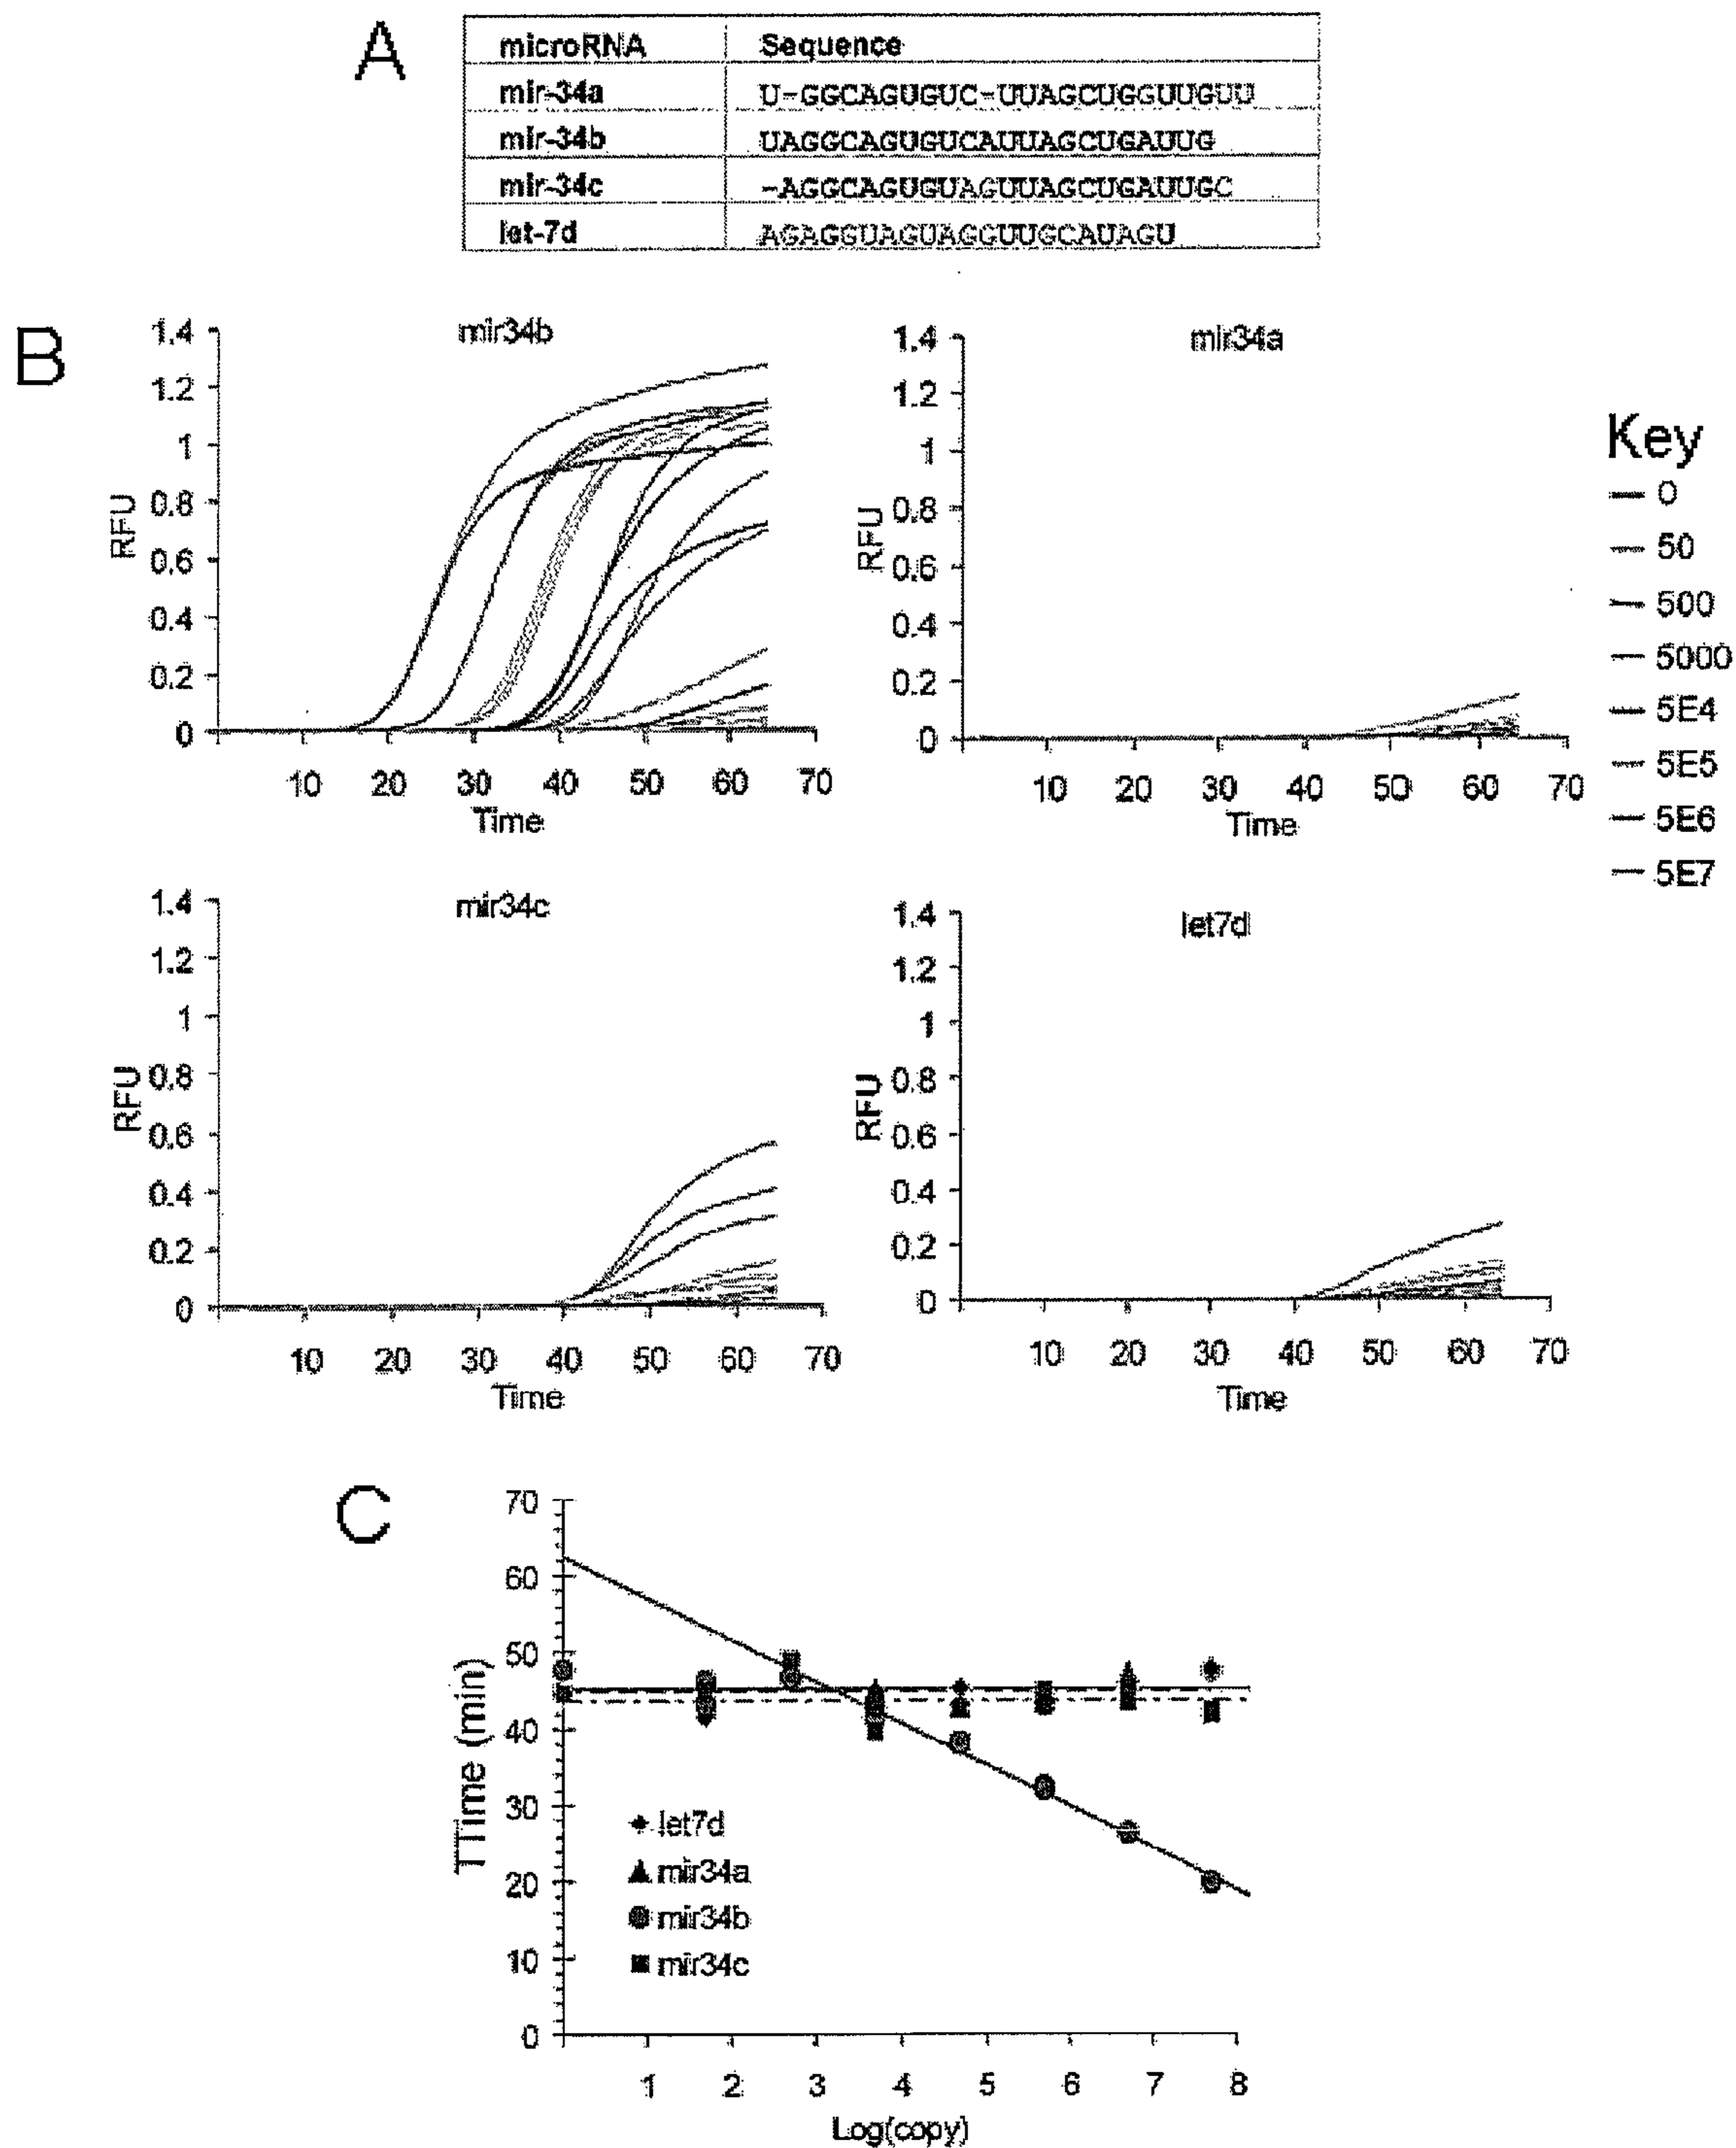 A
microRNA Sequence
mir-34a U-GGCAGUGUC-UUAGCUGGUUGUU
mir-34b UAGGCAGUGUCAUUAGCUGAUUG
mir-34c -AGGCAGUGUAGUUAGCUGAUUGC
let-7d AGAGGUAGUAGGUUGCAUAGU
B
mir34b
1.4
1.2
1
0.8
0.6
0.4
0.2
0
RFU
10 20 30 40 50 60 70
Time
mir34a
1.4
1.2
1
0.8
0.6
0.4
0.2
0
RFU
10 20 30 40 50 60 70
Time
Key
0
50
500
5000
5E4
5E5
5E6
5E7
mir34c
1.4
1.2
1
0.8
0.6
0.4
0.2
0
RFU
10 20 30 40 50 60 70
Time
let7d
1.4
1.2
1
0.8
0.6
0.4
0.2
0
RFU
10 20 30 40 50 60 70
Time
C
70
60
50
40
30
20
10
0
TTime (min)
let7d
mir34a
mir34b
mir34c
1 2 3 4 5 6 7 8
Log(copy)